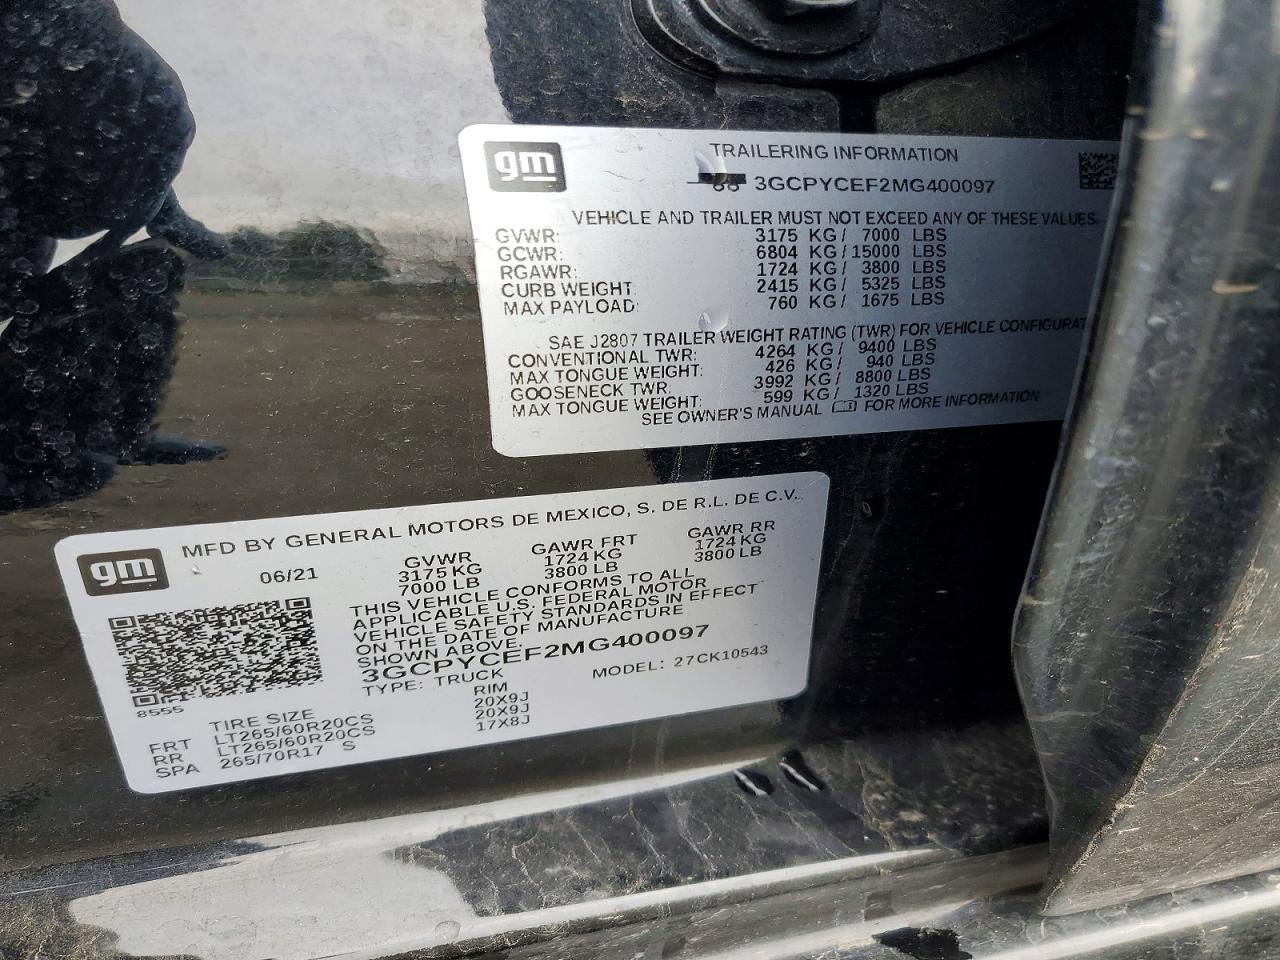 gm
TRAILERING INFORMATION
3GCPYCEF2MG400097
VEHICLE AND TRAILER MUST NOT EXCEED ANY OF THESE VALUES.
GVWR: 3175 KG / 7000 LBS
GCWR: 6804 KG / 15000 LBS
RGAWR: 1724 KG / 3800 LBS
CURB WEIGHT: 2415 KG / 5325 LBS
MAX PAYLOAD: 760 KG / 1675 LBS
SAE J2807 TRAILER WEIGHT RATING (TWR) FOR VEHICLE CONFIGURAT
CONVENTIONAL TWR: 4264 KG / 9400 LBS
MAX TONGUE WEIGHT: 426 KG / 940 LBS
GOOSENECK TWR: 3992 KG / 8800 LBS
MAX TONGUE WEIGHT: 599 KG / 1320 LBS
SEE OWNER'S MANUAL FOR MORE INFORMATION
gm
MFD BY GENERAL MOTORS DE MEXICO, S. DE R.L. DE C.V.
06/21
GVWR GAWR FRT GAWR RR
3175 KG 1724 KG 1724 KG
7000 LB 3800 LB 3800 LB
THIS VEHICLE CONFORMS TO ALL
APPLICABLE U.S. FEDERAL MOTOR
VEHICLE SAFETY STANDARDS IN EFFECT
ON THE DATE OF MANUFACTURE
SHOWN ABOVE.
3GCPYCEF2MG400097
TYPE: TRUCK MODEL: 27CK10543
8555
TIRE SIZE RIM
FRT LT265/60R20CS 20X9J
RR LT265/60R20CS 20X9J
SPA 265/70R17 S 17X8J